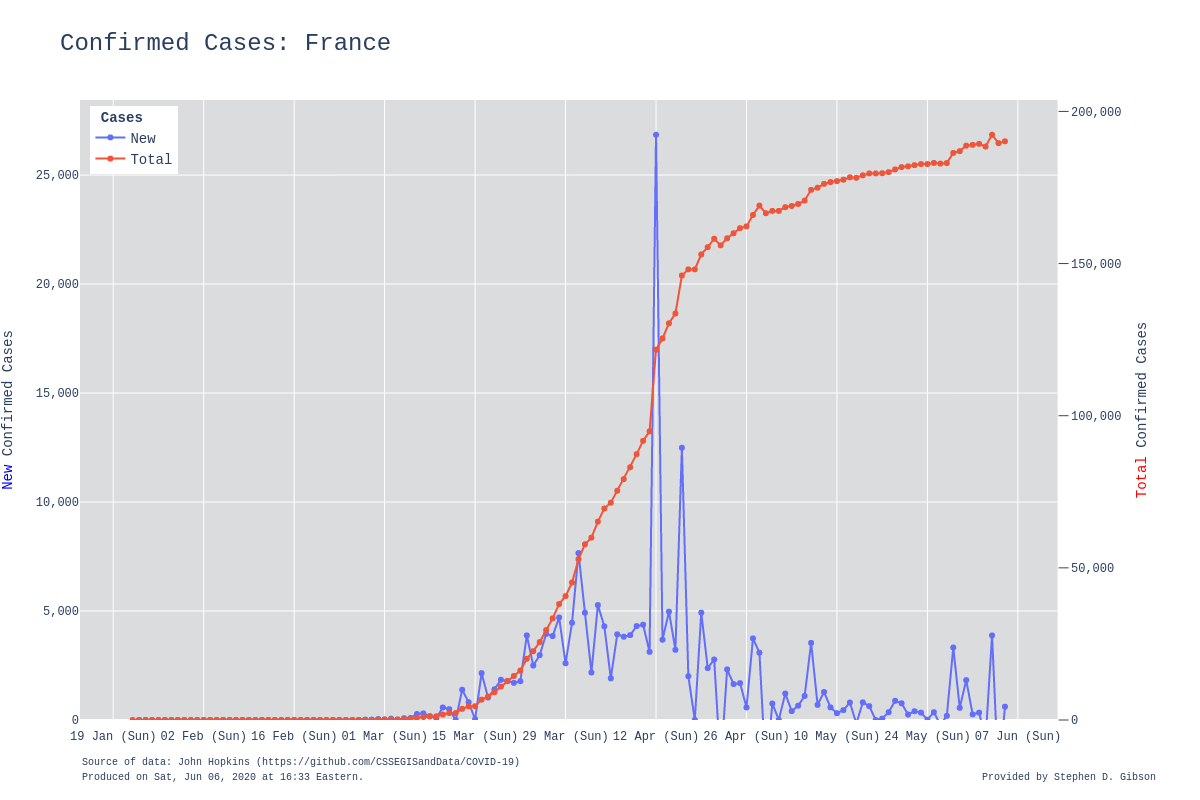 Confirmed Cases: France
Cases
New
Total
25,000
20,000
15,000
10,000
5,000
0
200,000
150,000
100,000
50,000
0
New Confirmed Cases
Total Confirmed Cases
19 Jan (Sun) 02 Feb (Sun) 16 Feb (Sun) 01 Mar (Sun) 15 Mar (Sun) 29 Mar (Sun) 12 Apr (Sun) 26 Apr (Sun) 10 May (Sun) 24 May (Sun) 07 Jun (Sun)
Source of data: John Hopkins (https://github.com/CSSEGISandData/COVID-19)
Produced on Sat, Jun 06, 2020 at 16:33 Eastern.
Provided by Stephen D. Gibson